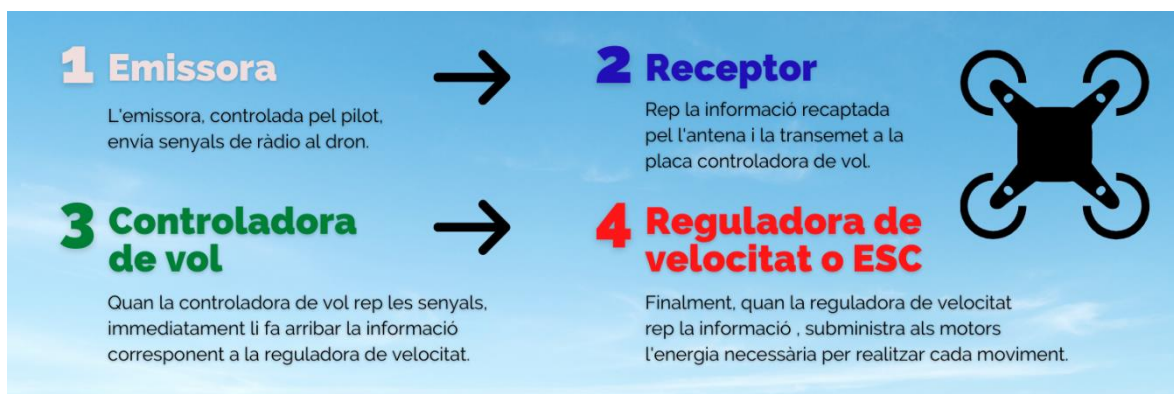 1 Emissora
L'emissora, controlada pel pilot,
envia senyals de ràdio al dron.
2 Receptor
Rep la informació recaptada
pel l'antena i la transemet a la
placa controladora de vol.
3 Controladora
de vol
Quan la controladora de vol rep les senyals,
immediatament li fa arribar la informació
corresponent a la reguladora de velocitat.
4 Reguladora de
velocitat o ESC
Finalment, quan la reguladora de velocitat
rep la informació , subministra als motors
l'energia necessària per realitzar cada moviment.